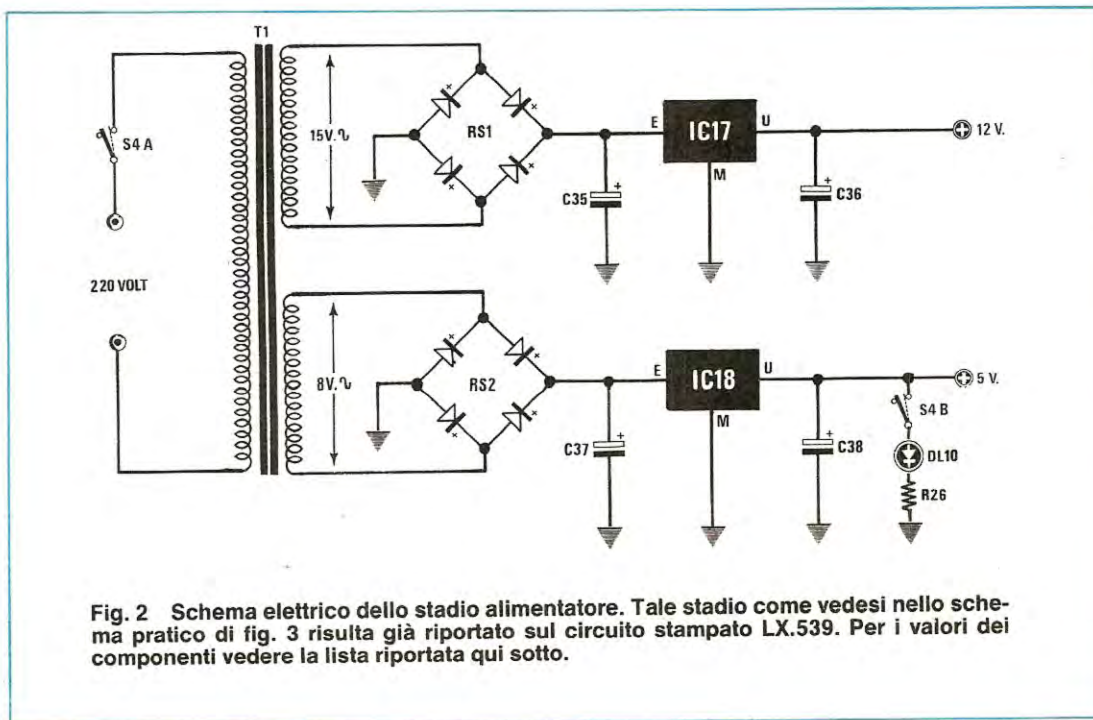 T1
S4 A
15V.∿
RS1
E
IC17
U
12 V.
M
C35
+
C36
+
220 VOLT
8V.∿
RS2
E
IC18
U
5 V.
M
C37
+
C38
+
S4 B
DL10
R26
Fig. 2 Schema elettrico dello stadio alimentatore. Tale stadio come vedesi nello sche-
ma pratico di fig. 3 risulta già riportato sul circuito stampato LX.539. Per i valori dei
componenti vedere la lista riportata qui sotto.